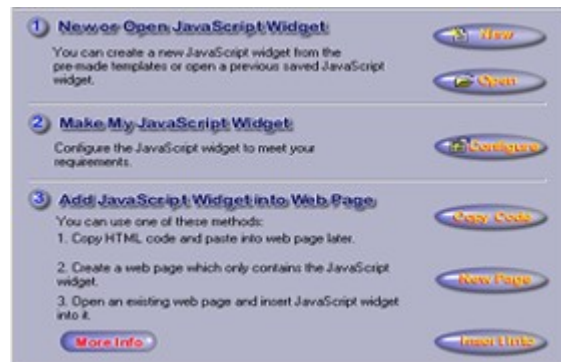 1 New or Open JavaScript Widget
New
You can create a new JavaScript widget from the
pre-made templates or open a previous saved JavaScript
widget.
Open
2 Make My JavaScript Widget
Configure the JavaScript widget to meet your
requirements.
Configure
3 Add JavaScript Widget into Web Page
You can use one of these methods:
1. Copy HTML code and paste into web page later.
Copy Code
2. Create a web page which only contains the JavaScript
widget.
New Page
3. Open an existing web page and insert JavaScript widget
into it.
More Info
Insert Into